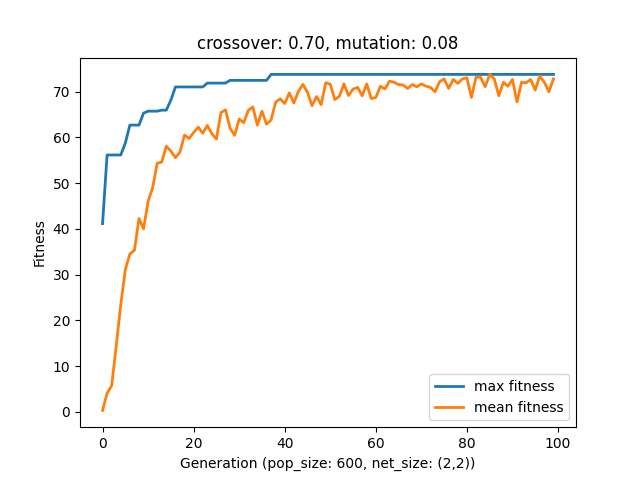 crossover: 0.70, mutation: 0.08
Fitness
70
60
50
40
30
20
10
0
0 20 40 60 80 100
max fitness
mean fitness
Generation (pop_size: 600, net_size: (2,2))